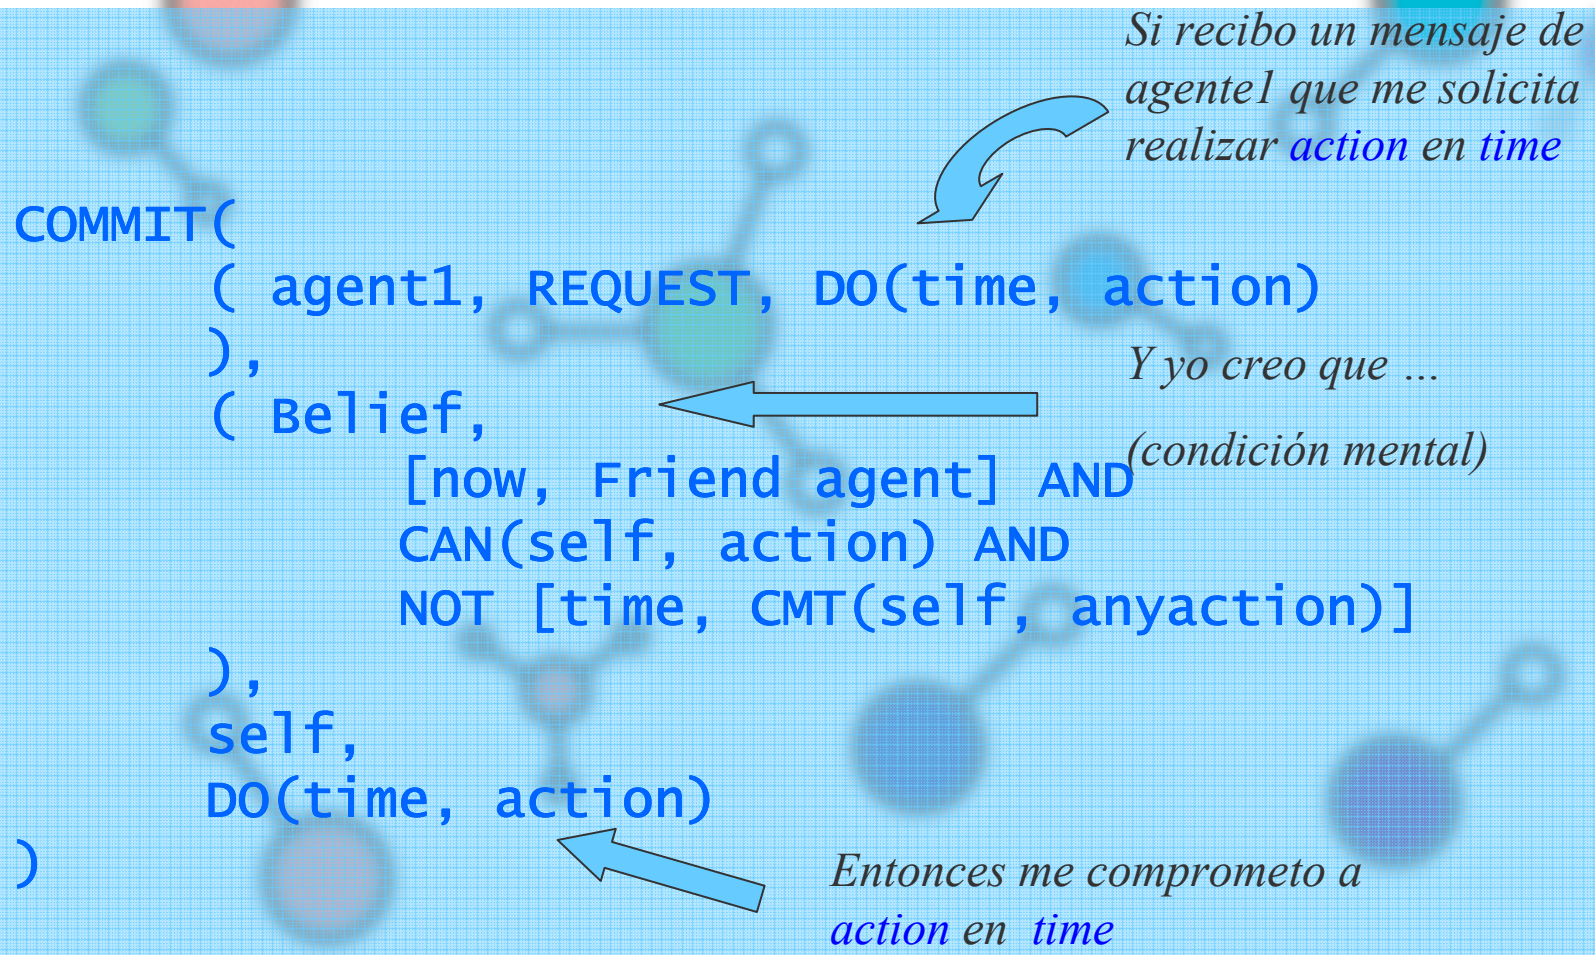 Si recibo un mensaje de
agente1 que me solicita
realizar action en time
COMMIT(
( agent1, REQUEST, DO(time, action)
),
( Belief,
Y yo creo que ...
(condición mental)
[now, Friend agent] AND
CAN(self, action) AND
NOT [time, CMT(self, anyaction)]
),
self,
DO(time, action)
)
Entonces me comprometo a
action en time